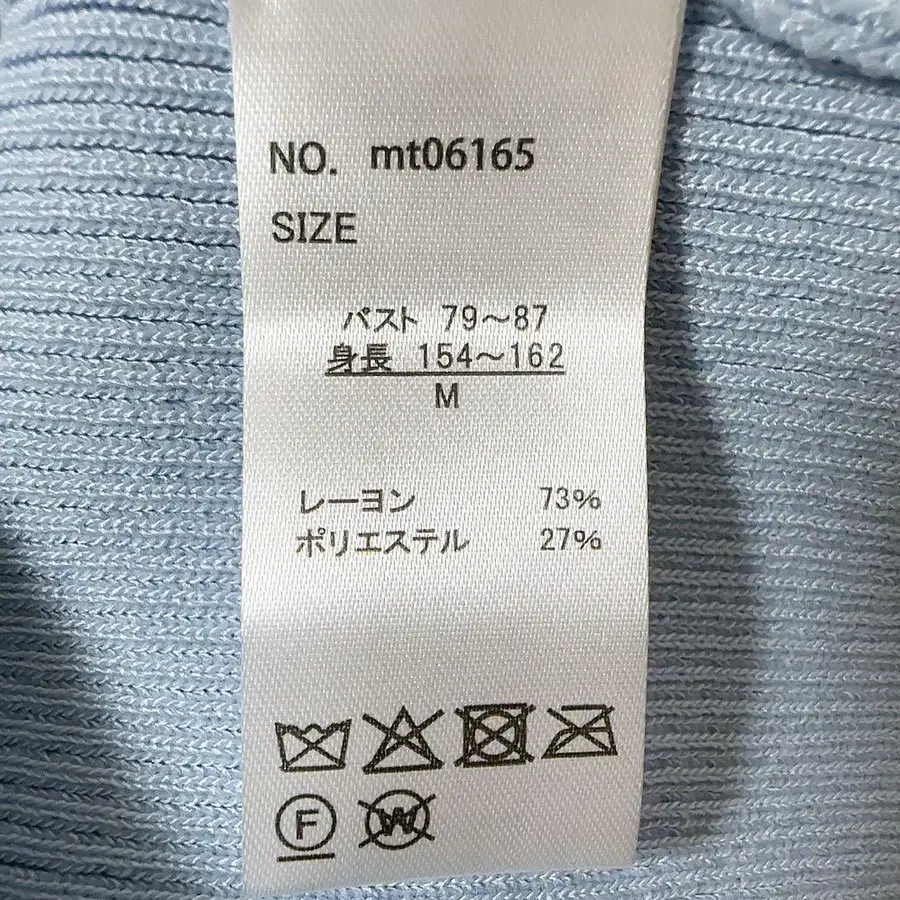 NO. mt06165
SIZE
バスト 79～87
身長 154～162
M
レーヨン 73%
ポリエステル 27%
F W